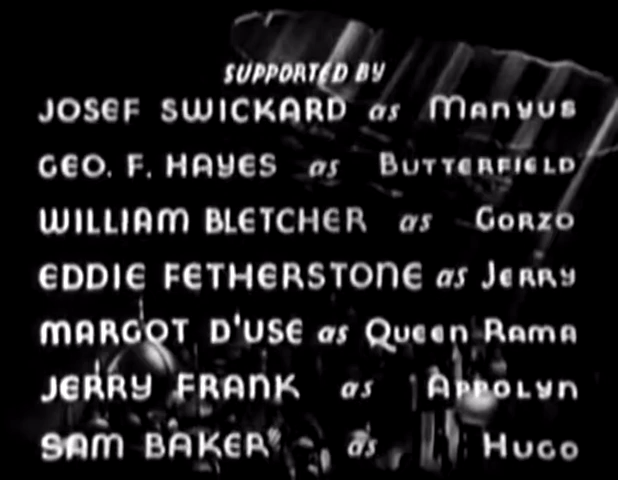 SUPPORTED BY
JOSEF SWICKARD as MANYUS
GEO. F. HAYES as BUTTERFIELD
WILLIAM BLETCHER as GORZO
EDDIE FETHERSTONE as JERRY
MARGOT D'USE as QUEEN RAMA
JERRY FRANK as APPOLYN
SAM BAKER as HUGO